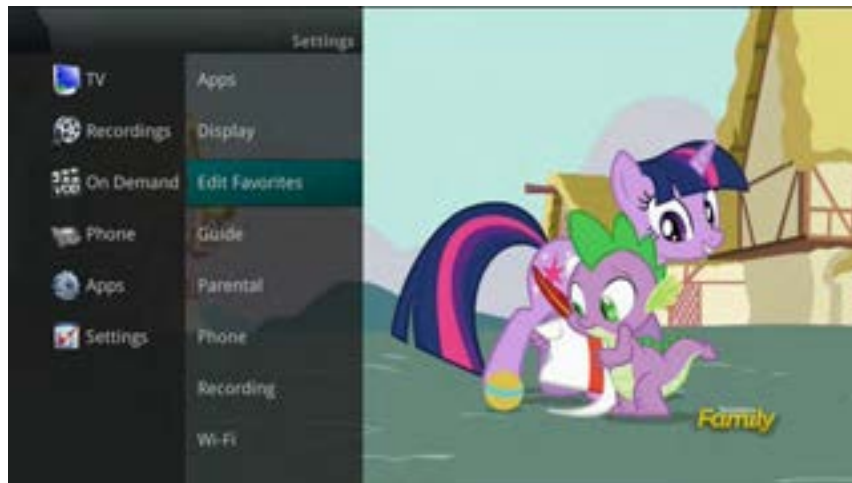 Settings
TV
Recordings
On Demand
Phone
Apps
Settings
Apps
Display
Edit Favorites
Guide
Parental
Phone
Recording
Wi-Fi
Family